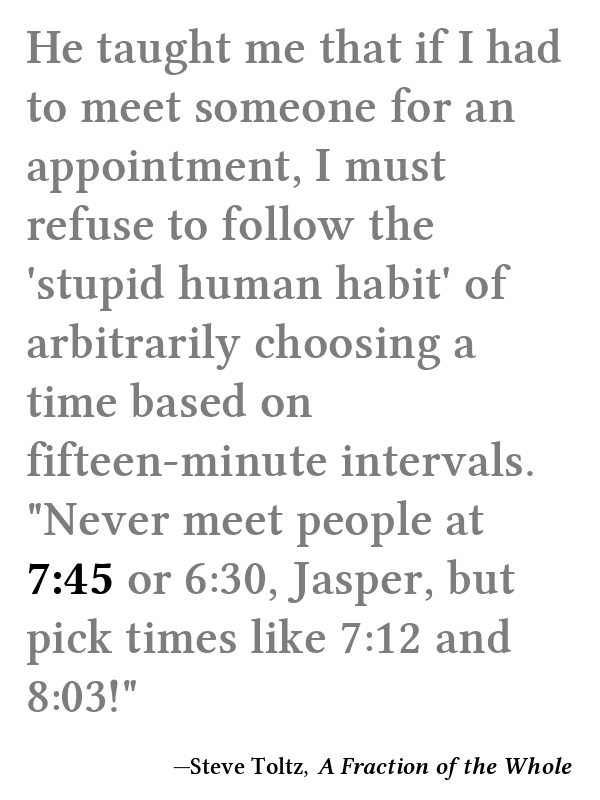 He taught me that if I had
to meet someone for an
appointment, I must
refuse to follow the
'stupid human habit' of
arbitrarily choosing a
time based on
fifteen-minute intervals.
"Never meet people at
7:45 or 6:30, Jasper, but
pick times like 7:12 and
8:03!"
—Steve Toltz, A Fraction of the Whole